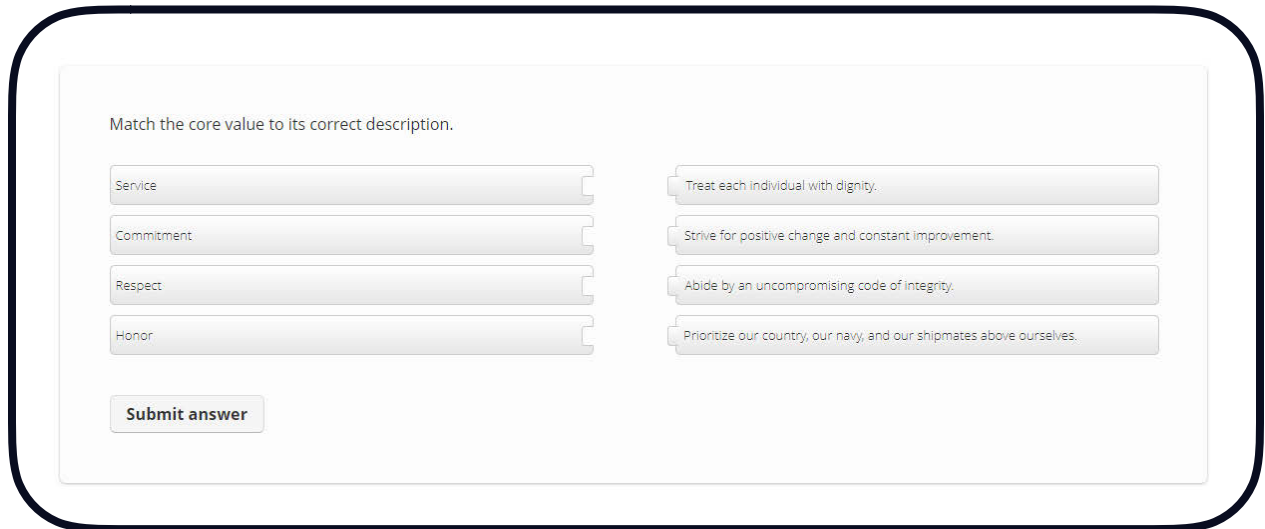 Match the core value to its correct description.
Service
Treat each individual with dignity.
Commitment
Strive for positive change and constant improvement.
Respect
Abide by an uncompromising code of integrity.
Honor
Prioritize our country, our navy, and our shipmates above ourselves.
Submit answer